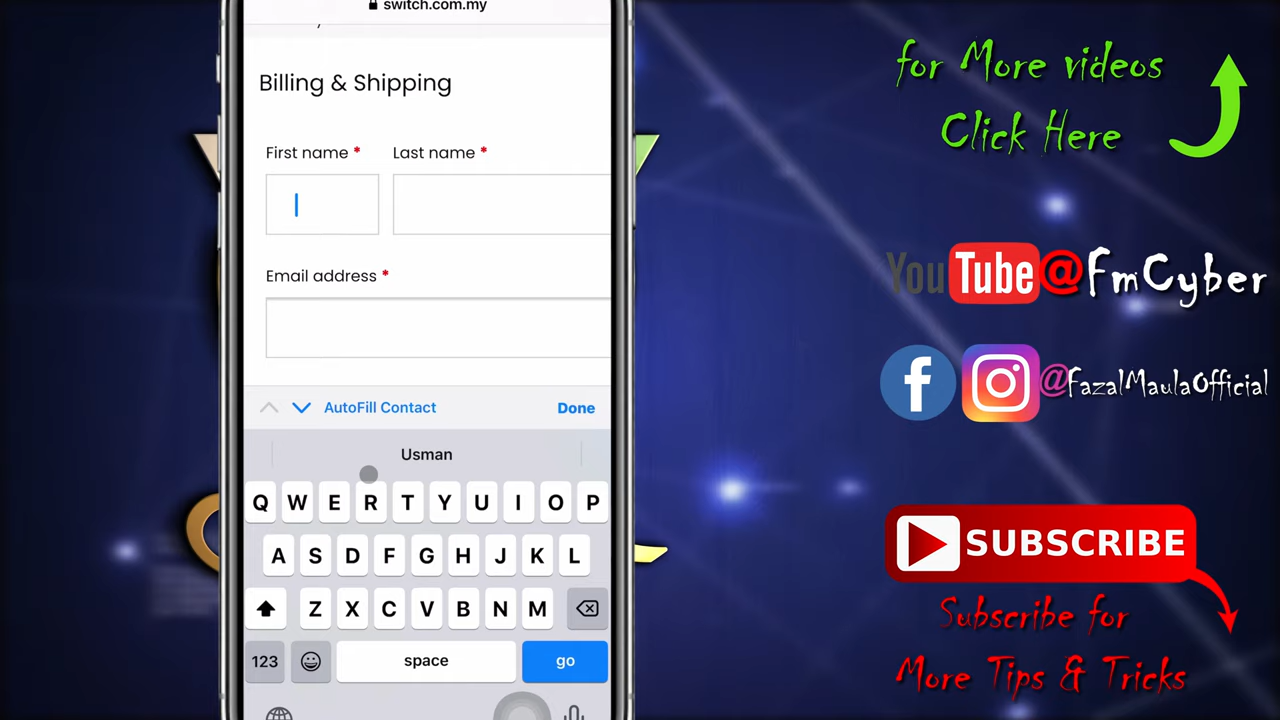 switch.com.my
Billing & Shipping
First name * Last name *
Email address *
AutoFill Contact Done
Usman
Q W E R T Y U I O P
A S D F G H J K L
Z X C V B N M
123 space go
for More videos
Click Here
YouTube@FmCyber
f @FazalMaulaOfficial
SUBSCRIBE
Subscribe for
More Tips & Tricks